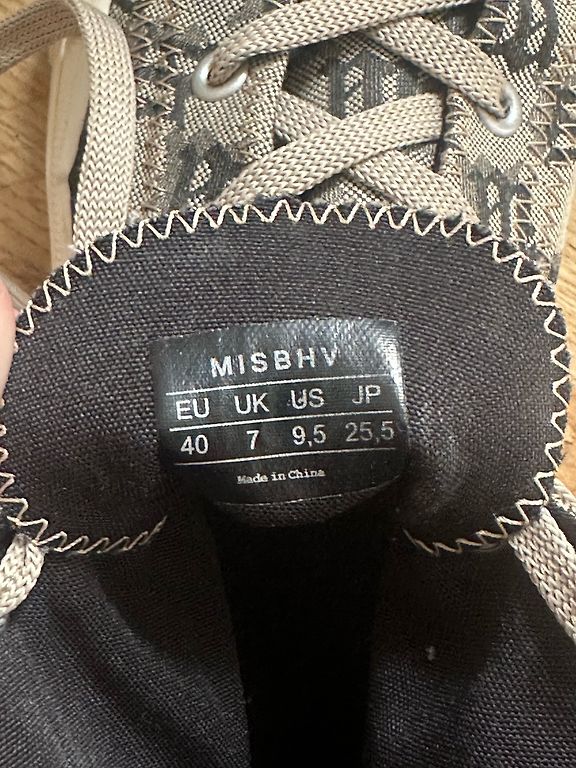 MISBHV
EU UK US JP
40 7 9,5 25,5
Made in China